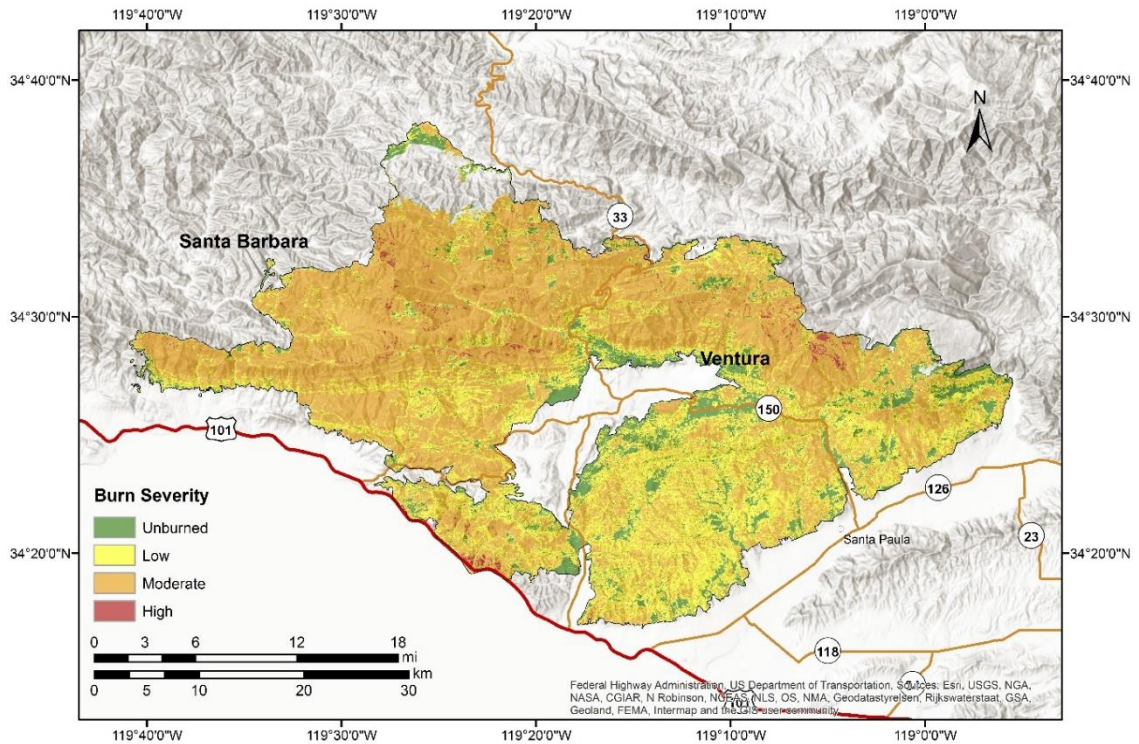 119°40'0"W 119°30'0"W 119°20'0"W 119°10'0"W 119°0'0"W
34°40'0"N 34°40'0"N
N
33
Santa Barbara
34°30'0"N 34°30'0"N
Ventura
150
101
126
Burn Severity
Unburned
Low
Moderate
High
Santa Paula
23
34°20'0"N 34°20'0"N
0 3 6 12 18
mi
km
0 5 10 20 30
118
Federal Highway Administration, US Department of Transportation, Sources: Esri, USGS, NGA,
NASA, CGIAR, N Robinson, NCEAS, NLS, OS, NMA, Geodatastyrelsen, Rijkswaterstaat, GSA,
Geoland, FEMA, Intermap and the GIS user community
101
119°40'0"W 119°30'0"W 119°20'0"W 119°10'0"W 119°0'0"W